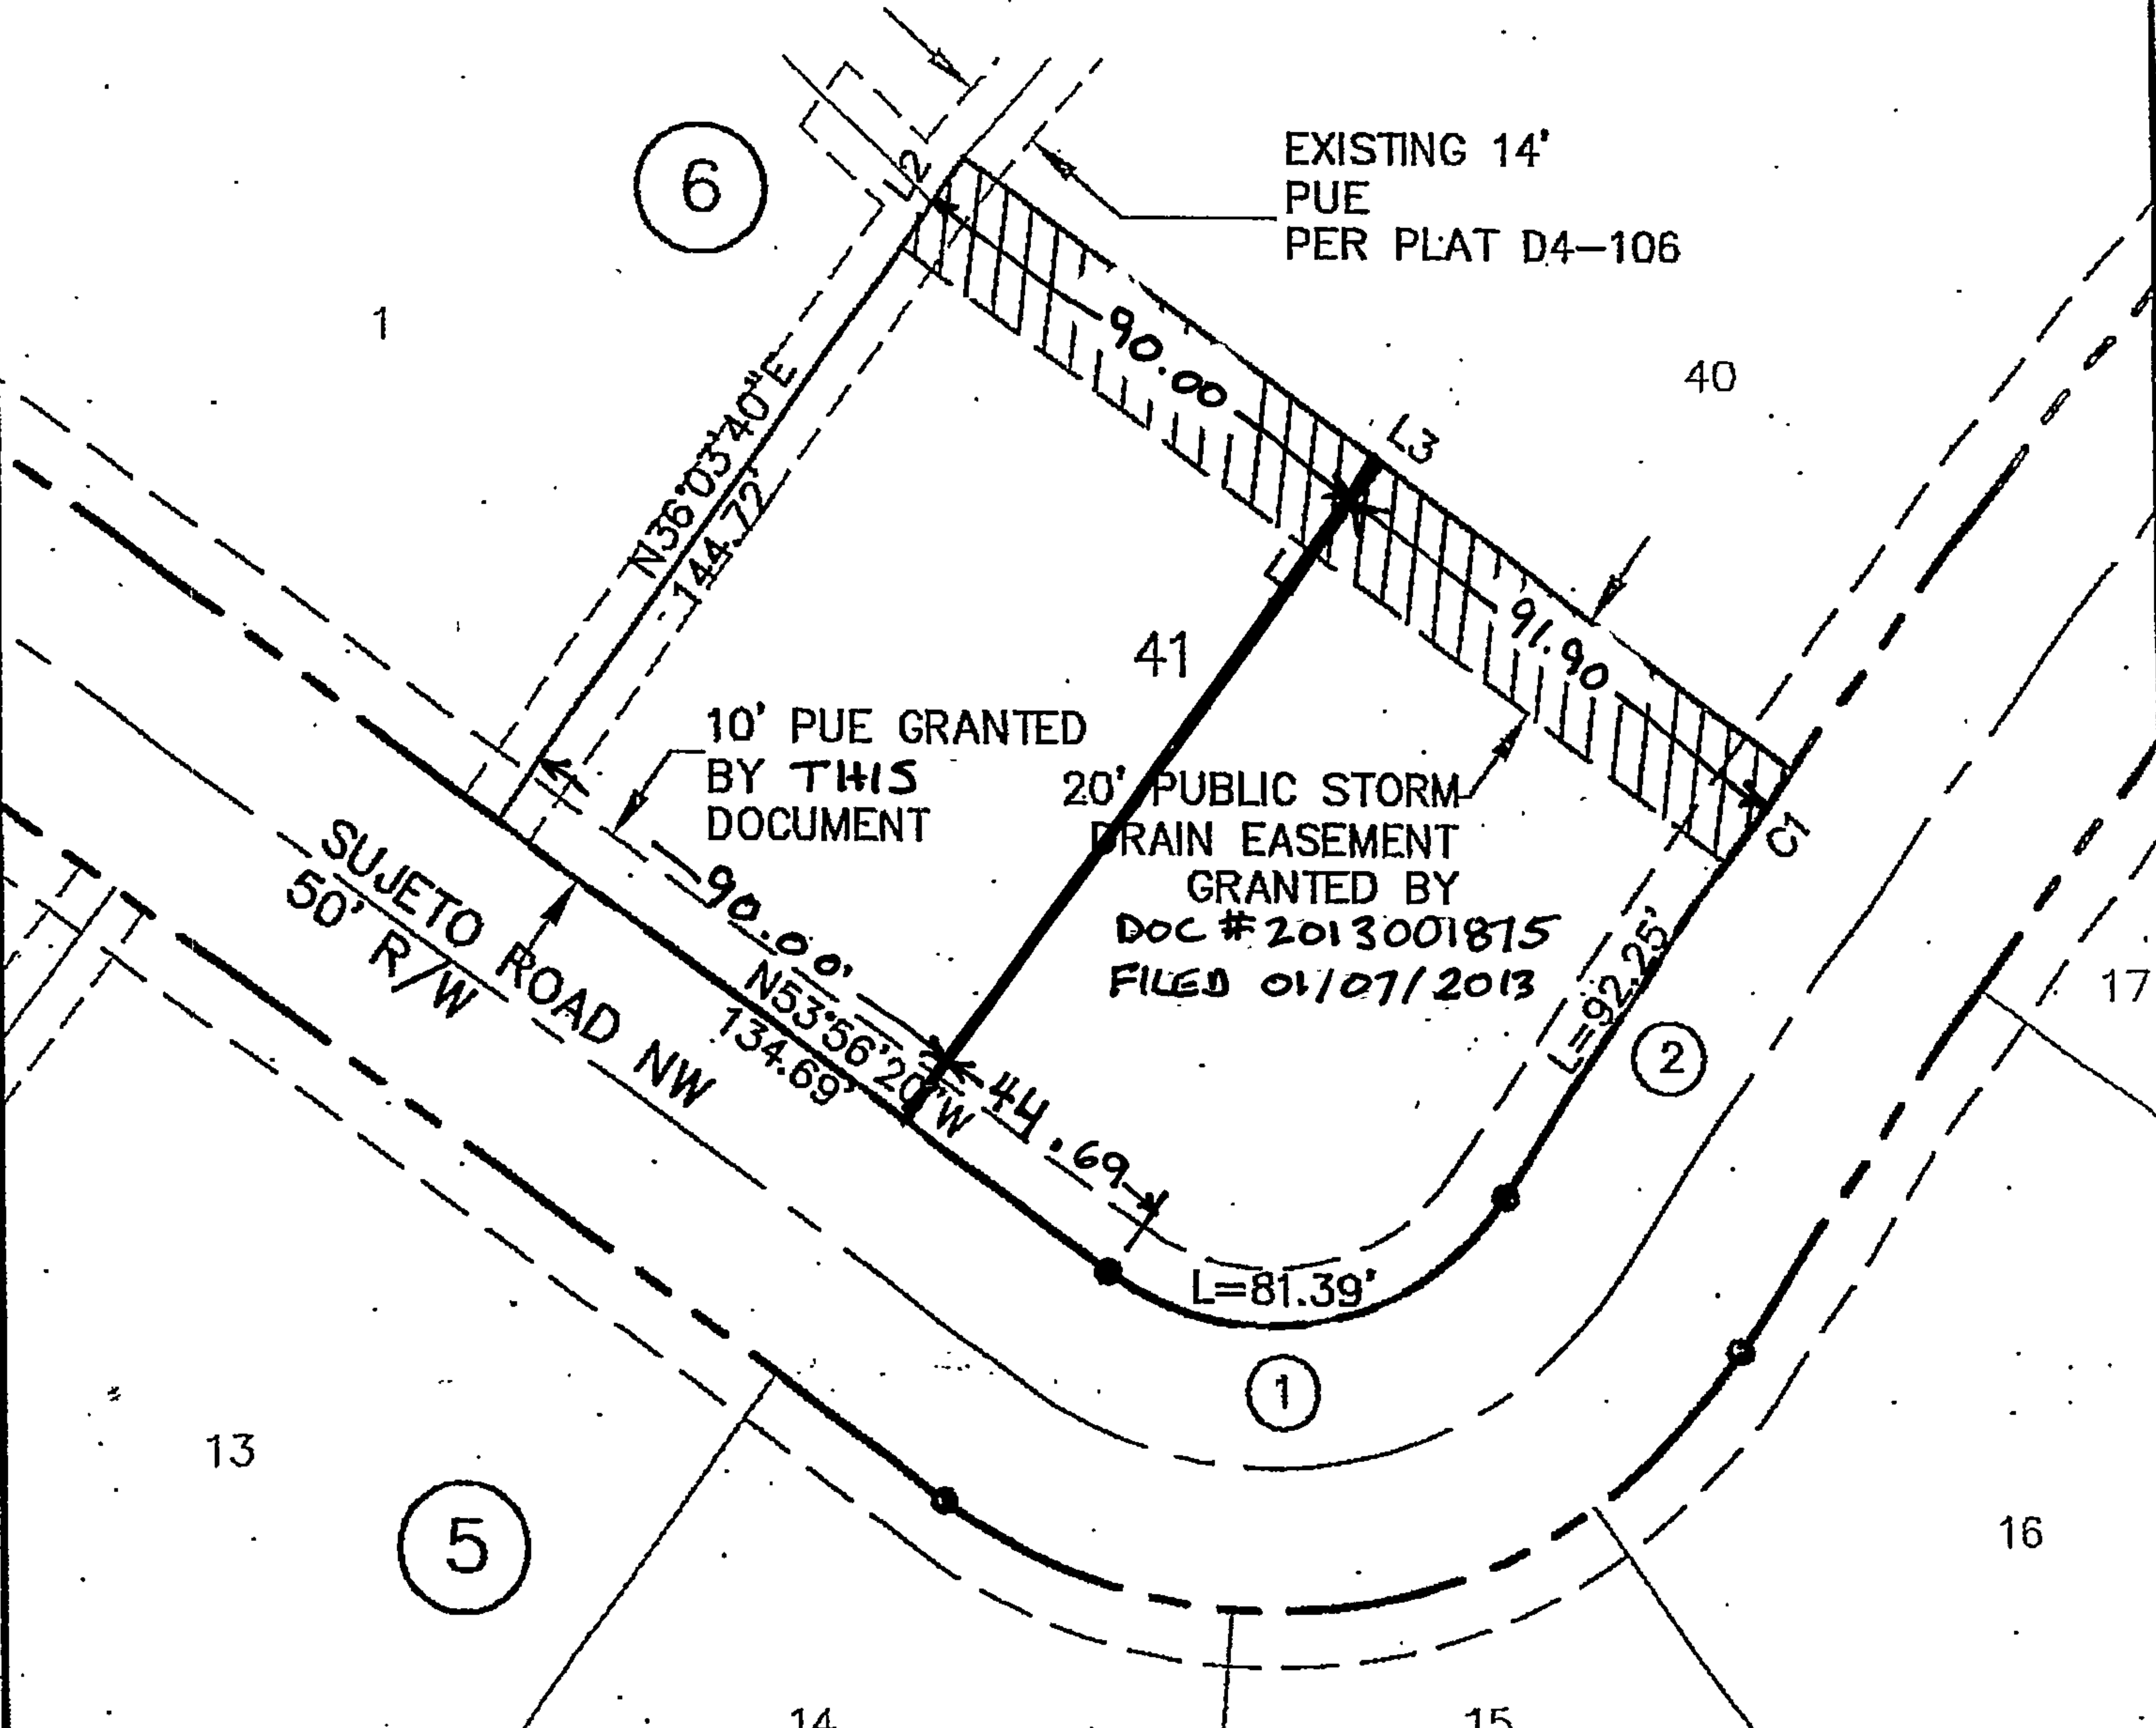 6
L2
EXISTING 14'
PUE
PER PLAT D4-106
1
90.00
40
L3
N36°03'40"E
144.72'
91.90
41
10' PUE GRANTED
BY THIS
DOCUMENT
20' PUBLIC STORM
DRAIN EASEMENT
GRANTED BY
DOC # 2013001875
FILED 01/07/2013
SUJETO ROAD NW
50' R/W
90.00'
N53°56'20"W
134.69'
44.69
L=92.25'
2
17
L=81.39'
1
13
5
16
14
15